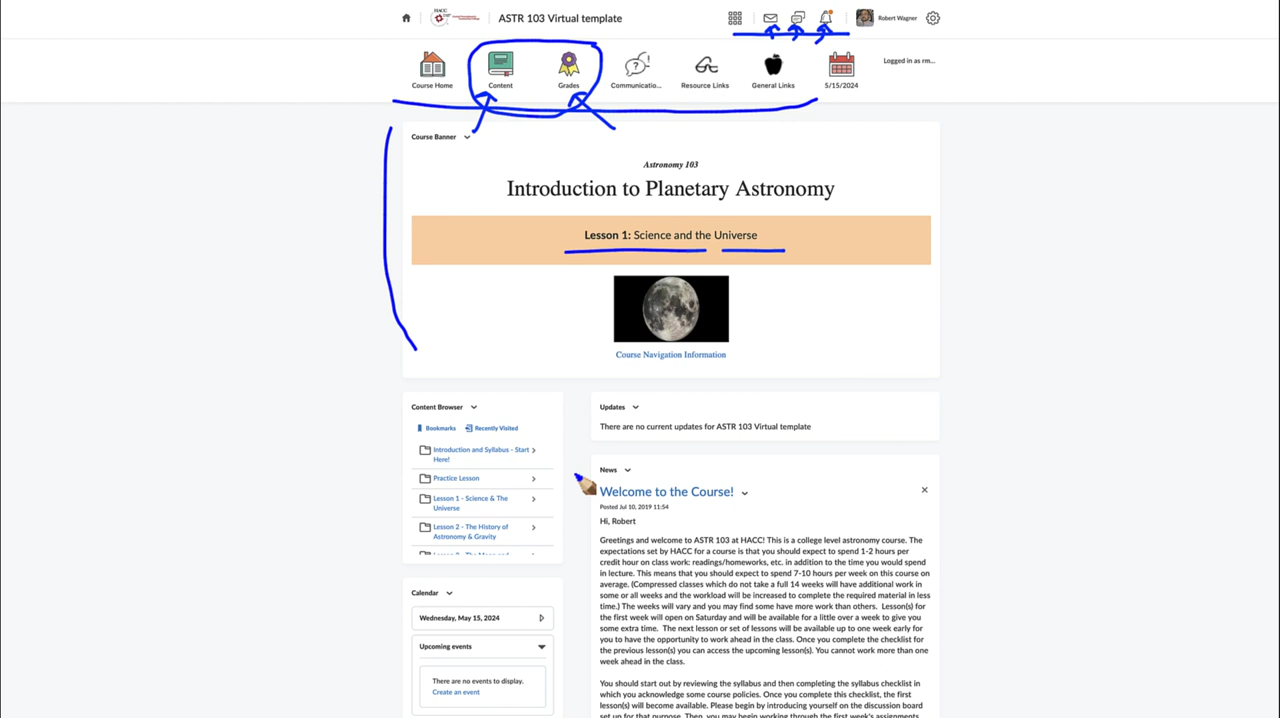 HACC
ASTR 103 Virtual template
Robert Wagner
Course Home
Content
Grades
Communicatio...
Resource Links
General Links
5/15/2024
Logged in as rm...
Course Banner
Astronomy 103
Introduction to Planetary Astronomy
Lesson 1: Science and the Universe
Course Navigation Information
Content Browser
Bookmarks
Recently Visited
Introduction and Syllabus - Start
Here!
Practice Lesson
Lesson 1 - Science & The
Universe
Lesson 2 - The History of
Astronomy & Gravity
Calendar
Wednesday, May 15, 2024
Upcoming events
There are no events to display.
Create an event
Updates
There are no current updates for ASTR 103 Virtual template
News
Welcome to the Course!
Posted Jul 10, 2019 11:54
Hi, Robert
Greetings and welcome to ASTR 103 at HACC! This is a college level astronomy course. The
expectations set by HACC for a course is that you should expect to spend 1-2 hours per
credit hour on class work: readings/homeworks, etc. in addition to the time you would spend
in lecture. This means that you should expect to spend 7-10 hours per week on this course on
average. (Compressed classes which do not take a full 14 weeks will have additional work in
some or all weeks and the workload will be increased to complete the required material in less
time.) The weeks will vary and you may find some have more work than others. Lesson(s) for
the first week will open on Saturday and will be available for a little over a week to give you
some extra time. The next lesson or set of lessons will be available up to one week early for
you to have the opportunity to work ahead in the class. Once you complete the checklist for
the previous lesson(s) you can access the upcoming lesson(s). You cannot work more than one
week ahead in the class.
You should start out by reviewing the syllabus and then completing the syllabus checklist in
which you acknowledge some course policies. Once you complete this checklist, the first
lesson(s) will become available. Please begin by introducing yourself on the discussion board
set up for that purpose. Then, you may begin working through the first week's assignments